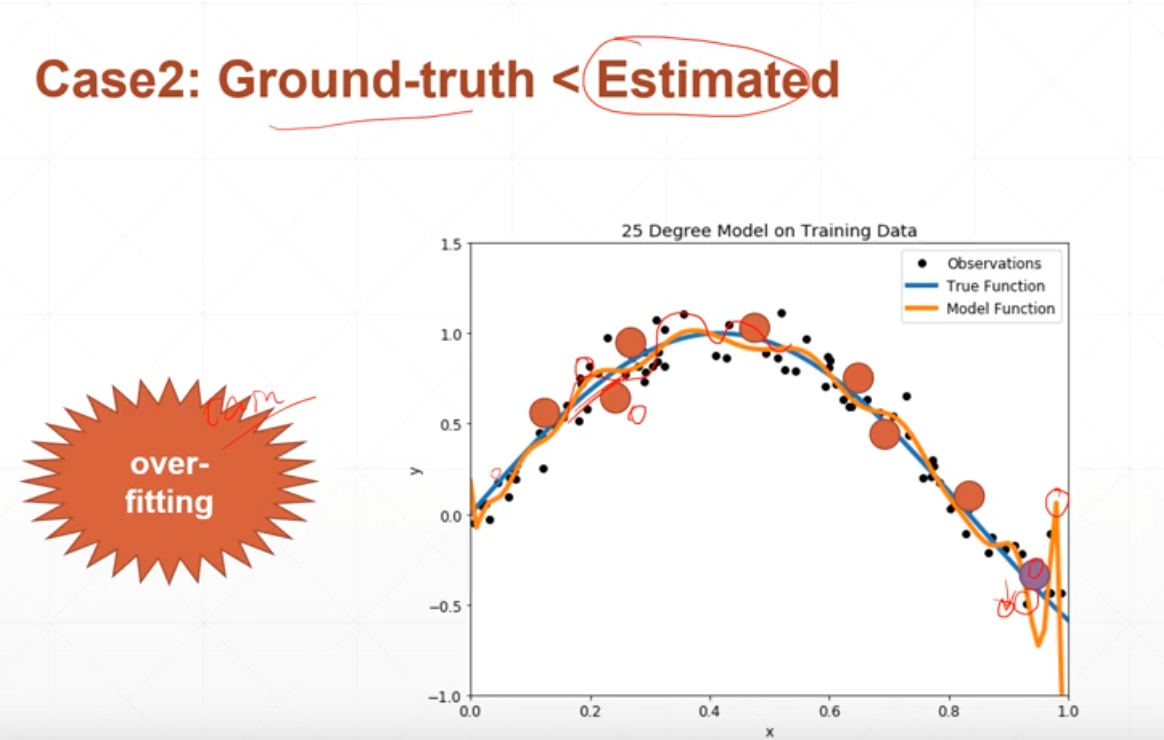 Case2: Ground-truth < Estimated
25 Degree Model on Training Data
1.5
1.0
0.5
0.0
−0.5
−1.0
y
Observations
True Function
Model Function
over-
fitting
0.0 0.2 0.4 0.6 0.8 1.0
x